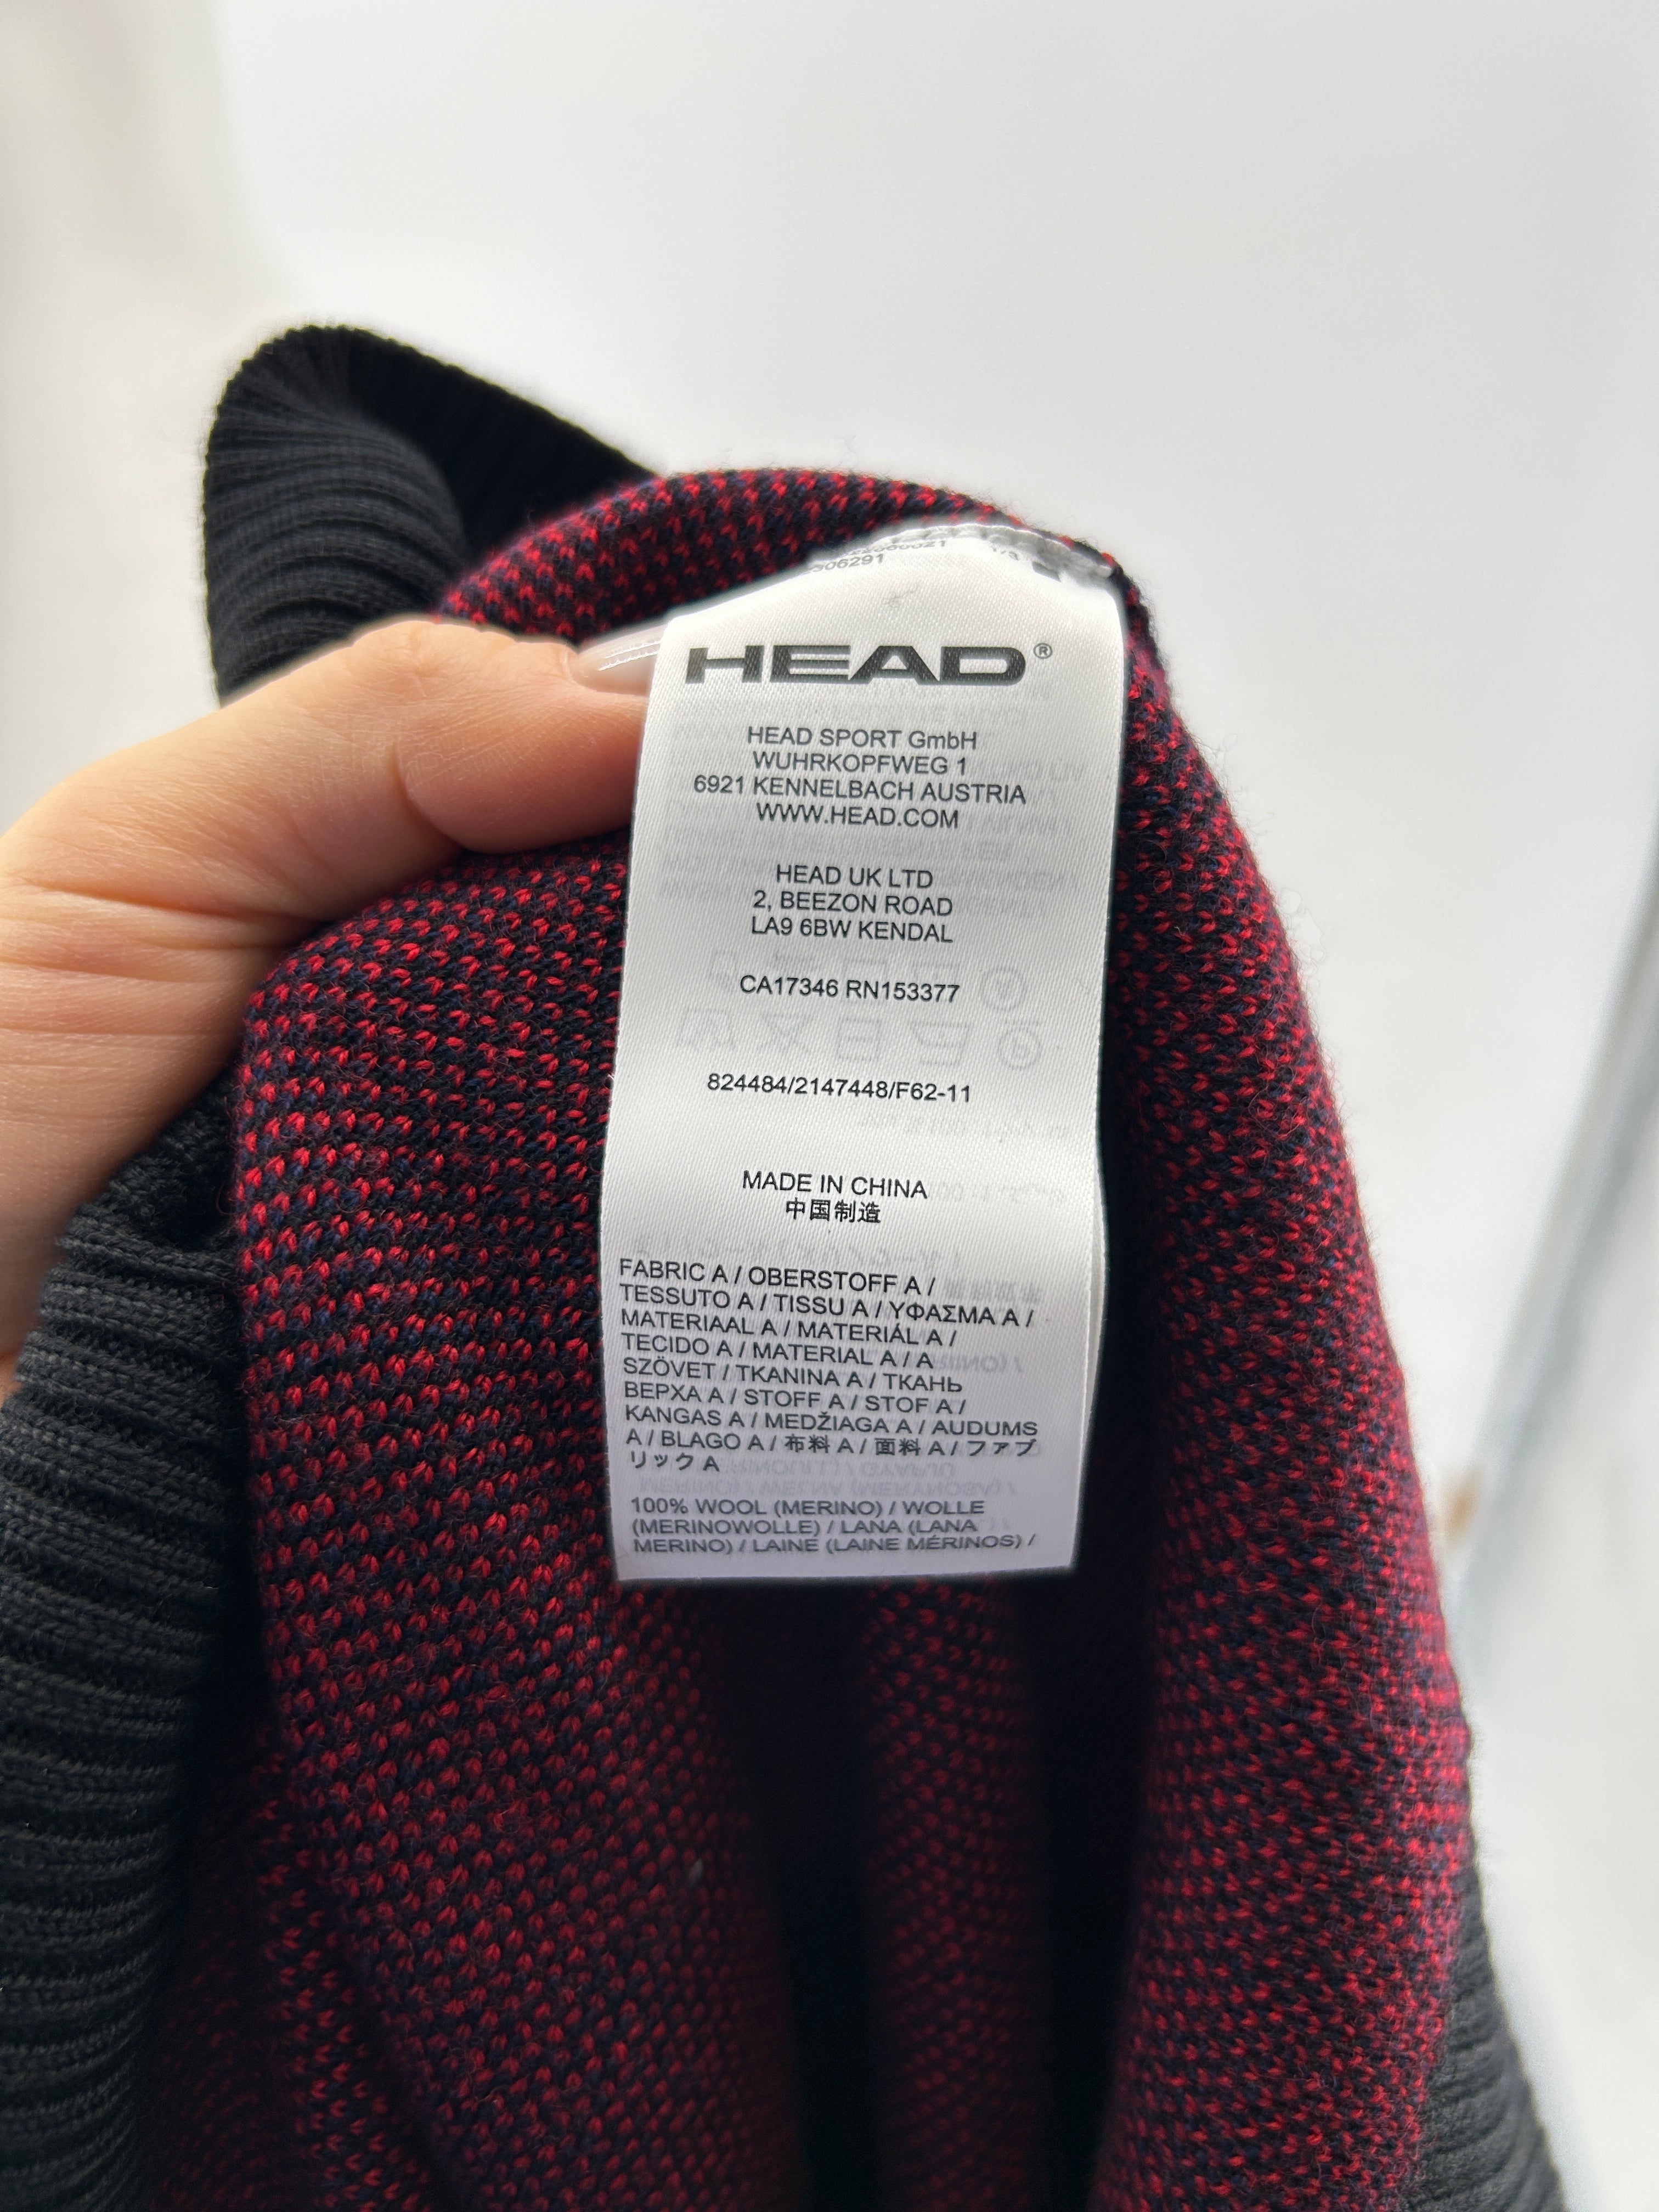 306291
HEAD®
HEAD SPORT GmbH
WUHRKOPFWEG 1
6921 KENNELBACH AUSTRIA
WWW.HEAD.COM
HEAD UK LTD
2, BEEZON ROAD
LA9 6BW KENDAL
CA17346 RN153377
824484/2147448/F62-11
MADE IN CHINA
中国制造
FABRIC A / OBERSTOFF A /
TESSUTO A / TISSU A / ΥΦΑΣΜΑ A /
MATERIAAL A / MATERIÁL A /
TECIDO A / MATERIAL A / A
SZÖVET / TKANINA A / ТКАНЬ
ВЕРХА A / STOFF A / STOF A /
KANGAS A / MEDŽIAGA A / AUDUMS
A / BLAGO A / 布料 A / 面料 A / ファブ
リック A
100% WOOL (MERINO) / WOLLE
(MERINOWOLLE) / LANA (LANA
MERINO) / LAINE (LAINE MÉRINOS) /